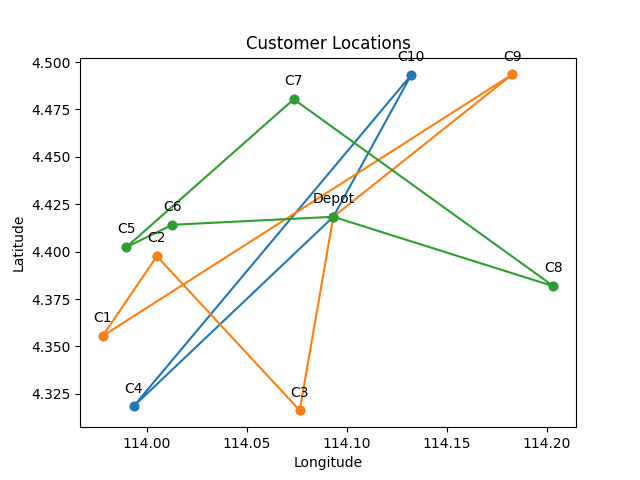 Customer Locations
C10
C9
C7
Depot
C6
C5
C2
C8
C1
C4
C3
4.500
4.475
4.450
4.425
4.400
4.375
4.350
4.325
Latitude
114.00
114.05
114.10
114.15
114.20
Longitude